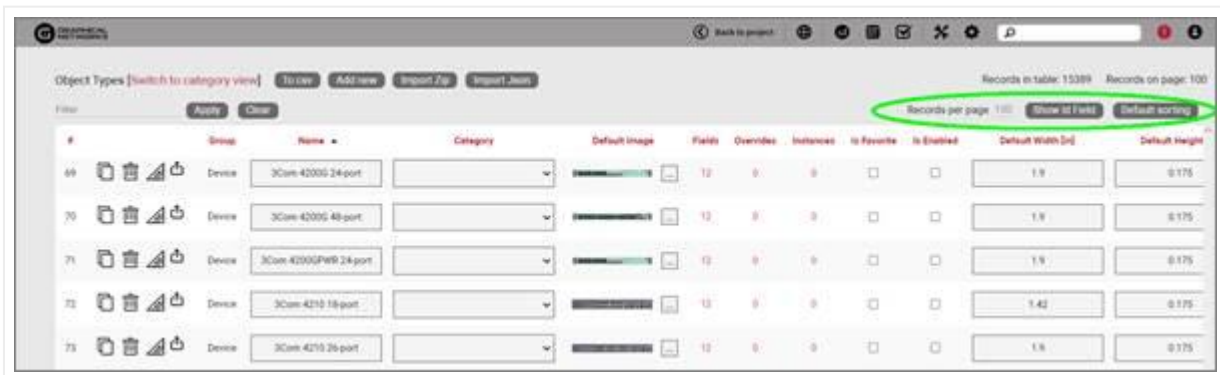 GRAPHICAL NETWORKS
Back to project
Object Types [Switch to category view] To csv Add new Import Zip Import Json
Records in table: 15389 Records on page: 100
Filter Apply Clear
Records per page 100 Show Id Field Default sorting
# Group Name Category Default Image Fields Overrides Instances Is Favorite Is Enabled Default Width [in] Default Height
69 Device 3Com 4200G 24-port ... 12 0 0 1.9 0.175
70 Device 3Com 4200G 48-port ... 12 0 0 1.9 0.175
71 Device 3Com 4200GPWR 24-port ... 12 0 0 1.9 0.175
72 Device 3Com 4210 18-port ... 12 0 0 1.42 0.175
73 Device 3Com 4210 26-port ... 12 0 0 1.9 0.175